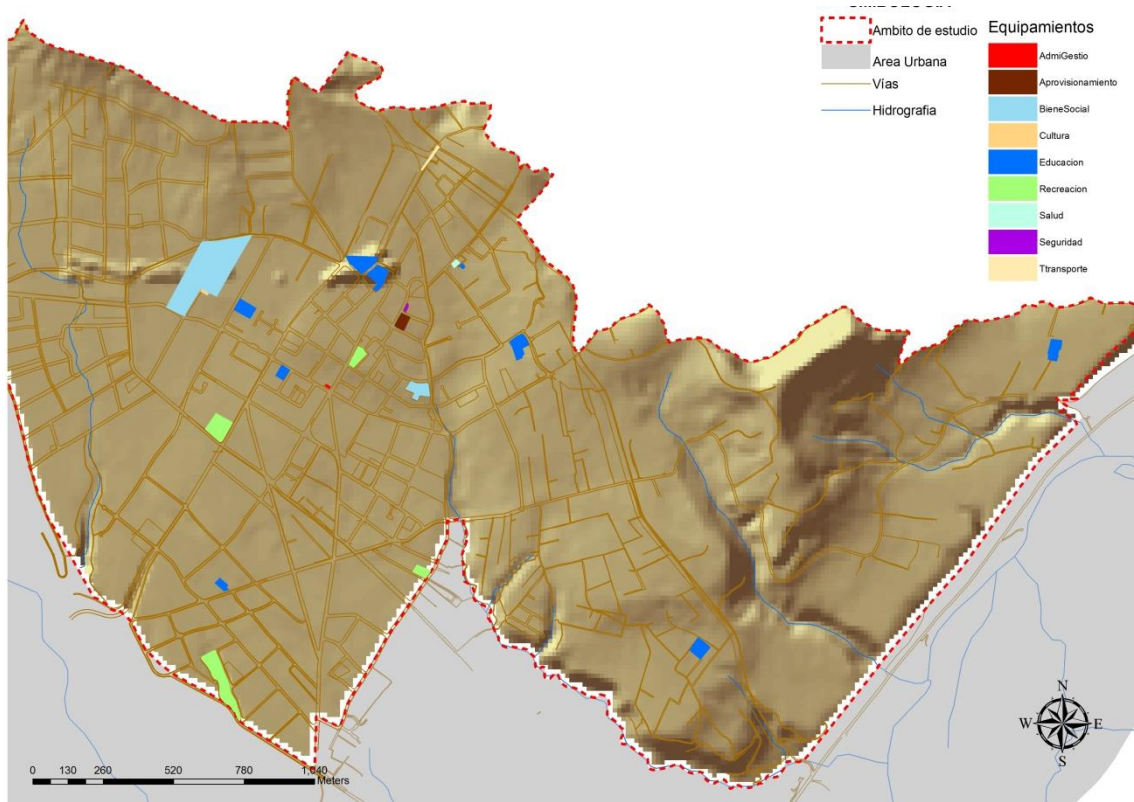 Ambito de estudio
Area Urbana
Vías
Hidrografia
Equipamientos
AdmiGestio
Aprovisionamiento
BieneSocial
Cultura
Educacion
Recreacion
Salud
Seguridad
Ttransporte
N
W E
S
0 130 260 520 780 1,040
Meters